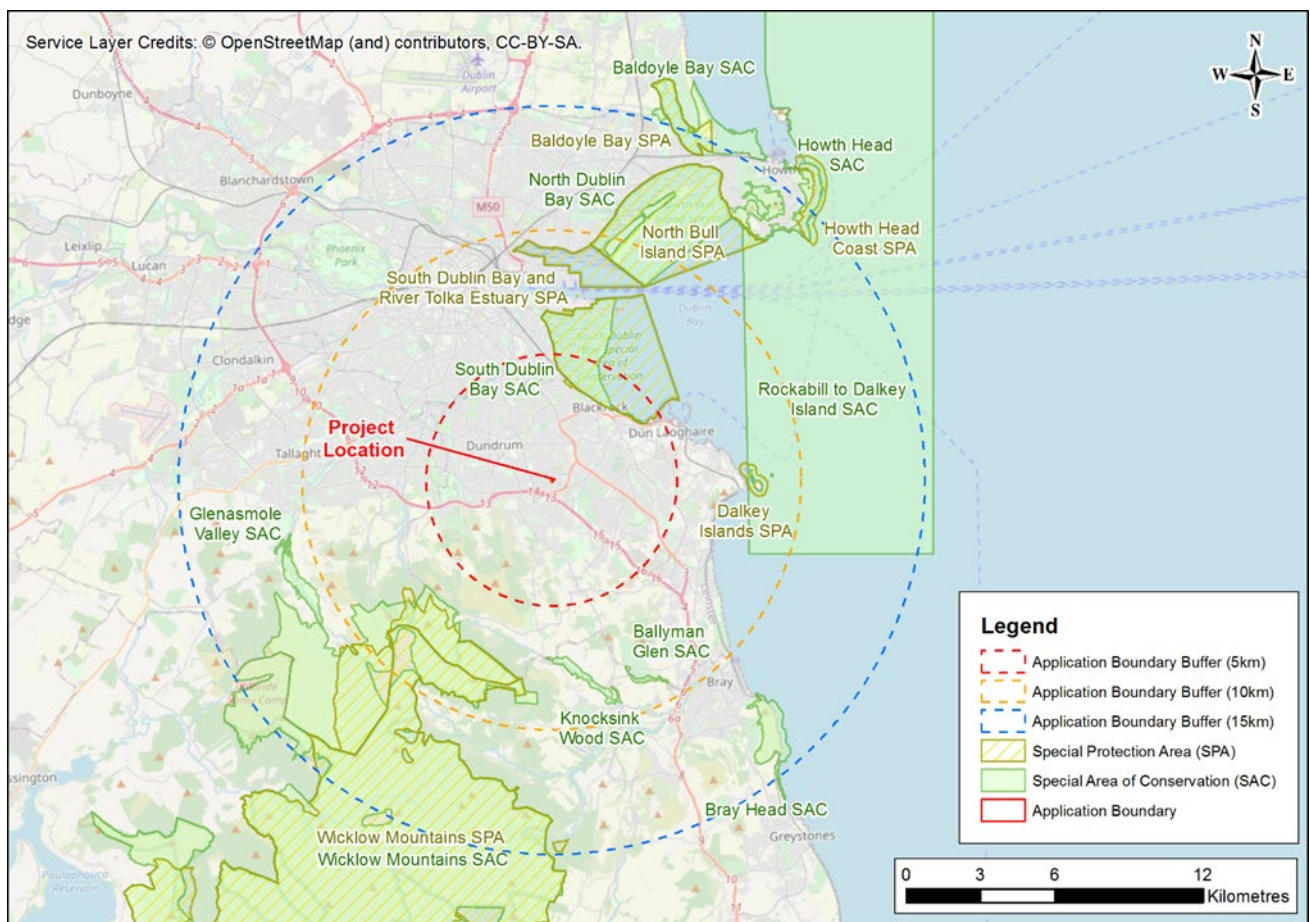 Service Layer Credits: © OpenStreetMap (and) contributors, CC-BY-SA.
N
W
E
S
Dunboyne
Dublin
Airport
Baldoyle Bay SAC
Baldoyle Bay SPA
Howth Head
SAC
Howth
Blanchardstown
North Dublin
Bay SAC
M50
North Bull
Island SPA
Howth Head
Coast SPA
Leixlip
Lucan
Phoenix
Park
South Dublin Bay and
River Tolka Estuary SPA
Dublin
Bay
Clondalkin
South Dublin
Bay SAC
Rockabill to Dalkey
Island SAC
Blackrock
Dún Laoghaire
Project
Location
Dundrum
Tallaght
Dalkey
Islands SPA
Glenasmole
Valley SAC
Leinster
Ballyman
Glen SAC
Bray
Knocksink
Wood SAC
Bray Head SAC
Greystones
Wicklow Mountains SPA
Wicklow Mountains SAC
Poulaphouca
Reservoir
Legend
Application Boundary Buffer (5km)
Application Boundary Buffer (10km)
Application Boundary Buffer (15km)
Special Protection Area (SPA)
Special Area of Conservation (SAC)
Application Boundary
0 3 6 12
Kilometres